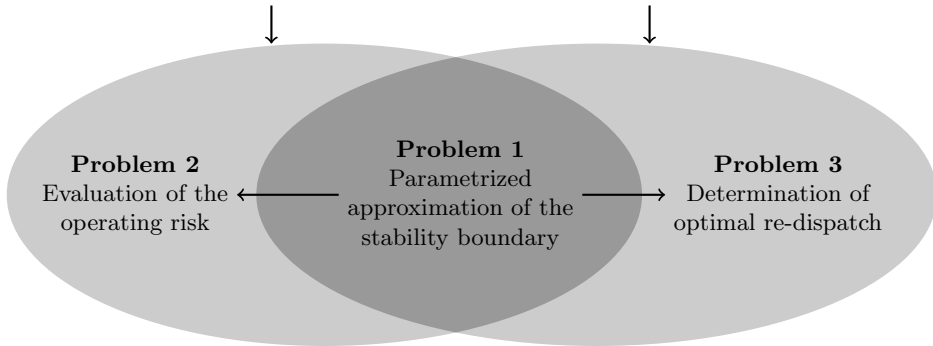 Problem 2
Evaluation of the
operating risk
Problem 1
Parametrized
approximation of the
stability boundary
Problem 3
Determination of
optimal re-dispatch